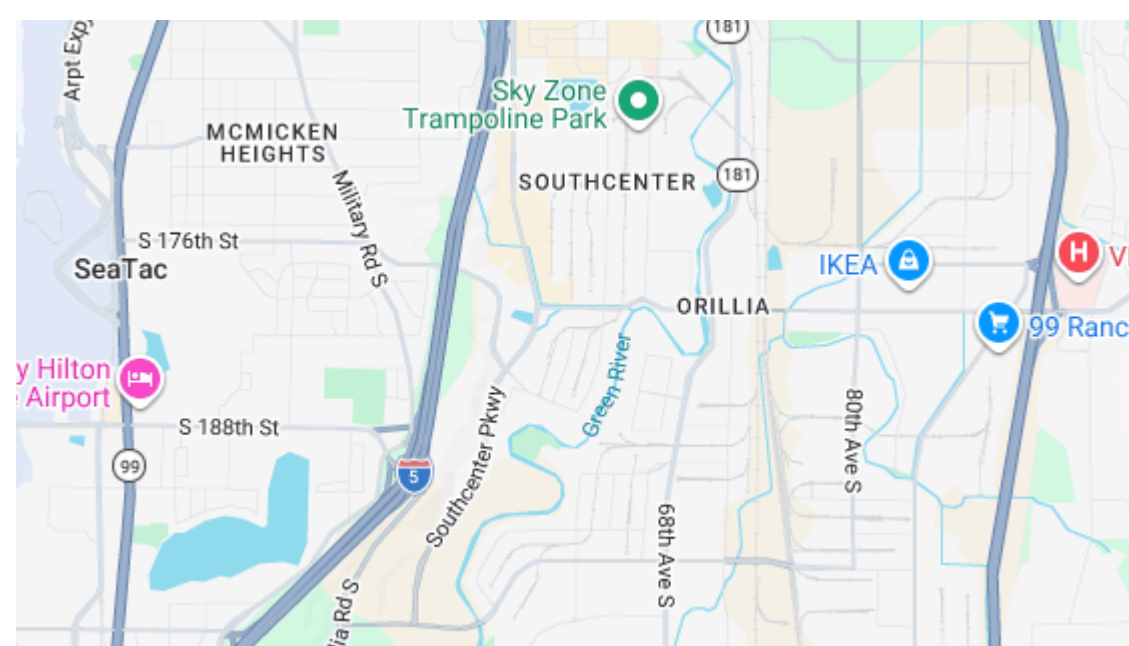 181
Arpt Exp
Sky Zone
Trampoline Park
MCMICKEN
HEIGHTS
SOUTHCENTER
181
Military Rd S
S 176th St
SeaTac
IKEA
H
ORILLIA
99 Ranc
Green River
y Hilton
Airport
80th Ave S
S 188th St
Southcenter Pkwy
99
5
68th Ave S
ia Rd S